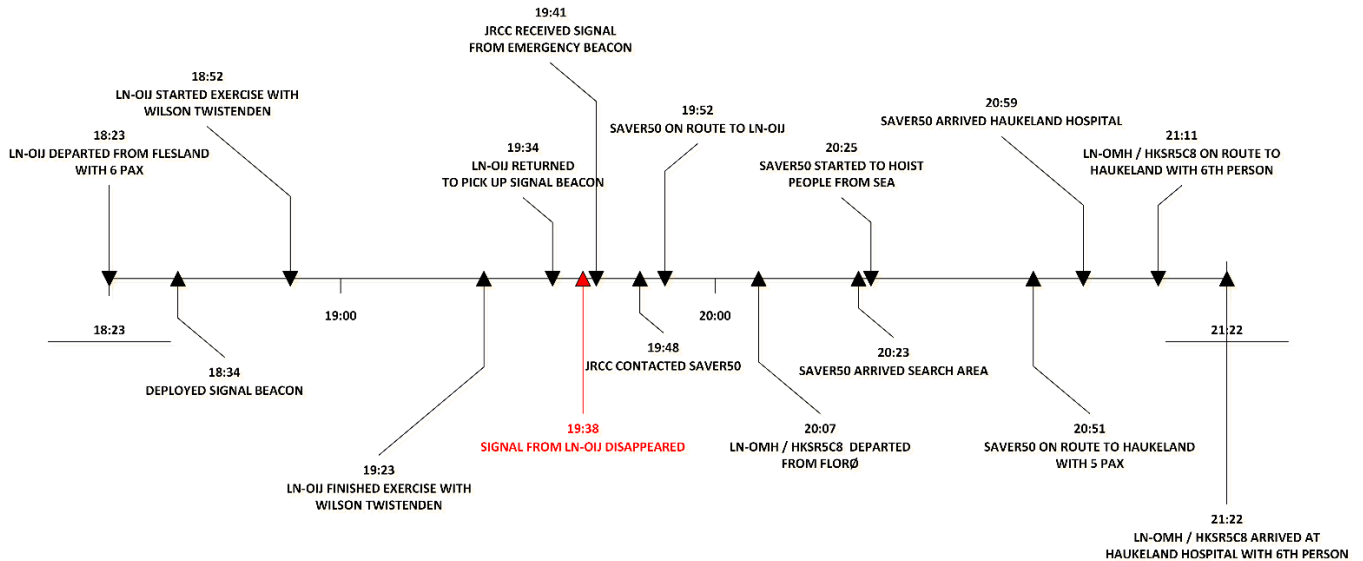 19:41
JRCC RECEIVED SIGNAL
FROM EMERGENCY BEACON
18:52
LN-OIJ STARTED EXERCISE WITH
WILSON TWISTENDEN
19:52
SAVER50 ON ROUTE TO LN-OIJ
20:59
SAVER50 ARRIVED HAUKELAND HOSPITAL
18:23
LN-OIJ DEPARTED FROM FLESLAND
WITH 6 PAX
19:34
LN-OIJ RETURNED
TO PICK UP SIGNAL BEACON
20:25
SAVER50 STARTED TO HOIST
PEOPLE FROM SEA
21:11
LN-OMH / HKSR5C8 ON ROUTE TO
HAUKELAND WITH 6TH PERSON
18:23
19:00
20:00
21:22
18:34
DEPLOYED SIGNAL BEACON
19:48
JRCC CONTACTED SAVER50
20:23
SAVER50 ARRIVED SEARCH AREA
19:38
SIGNAL FROM LN-OIJ DISAPPEARED
20:07
LN-OMH / HKSR5C8 DEPARTED
FROM FLORØ
20:51
SAVER50 ON ROUTE TO HAUKELAND
WITH 5 PAX
19:23
LN-OIJ FINISHED EXERCISE WITH
WILSON TWISTENDEN
21:22
LN-OMH / HKSR5C8 ARRIVED AT
HAUKELAND HOSPITAL WITH 6TH PERSON